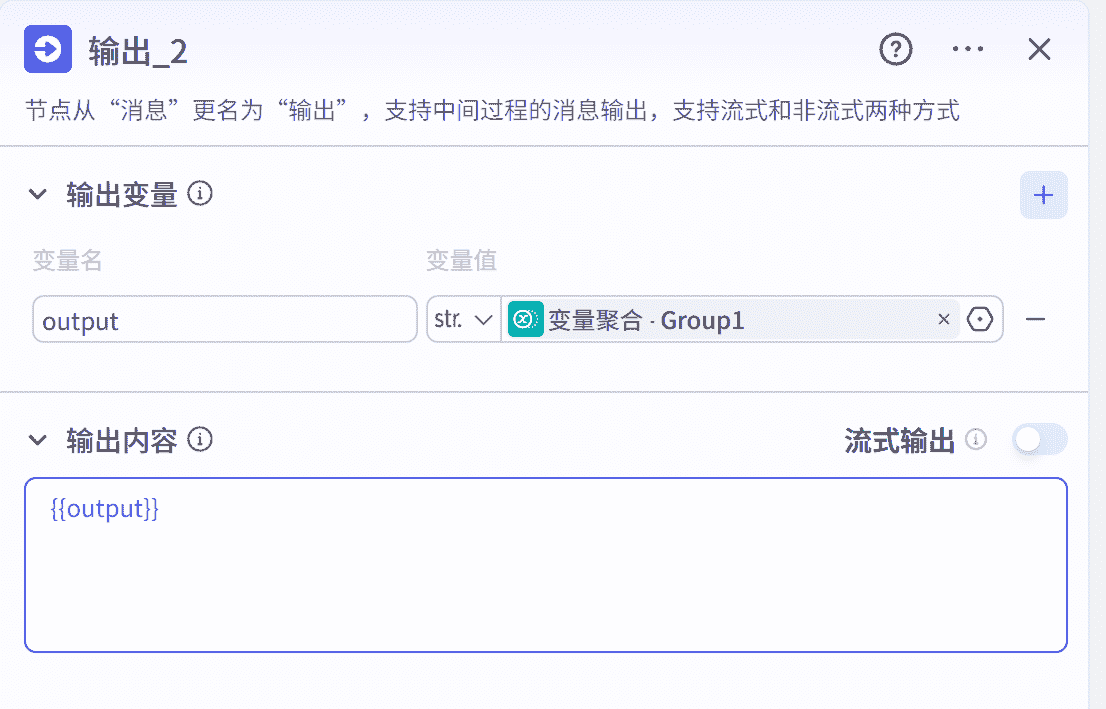 输出_2
节点从“消息”更名为“输出”，支持中间过程的消息输出，支持流式和非流式两种方式
输出变量
变量名 变量值
output str. 变量聚合 · Group1
输出内容 流式输出
{{output}}